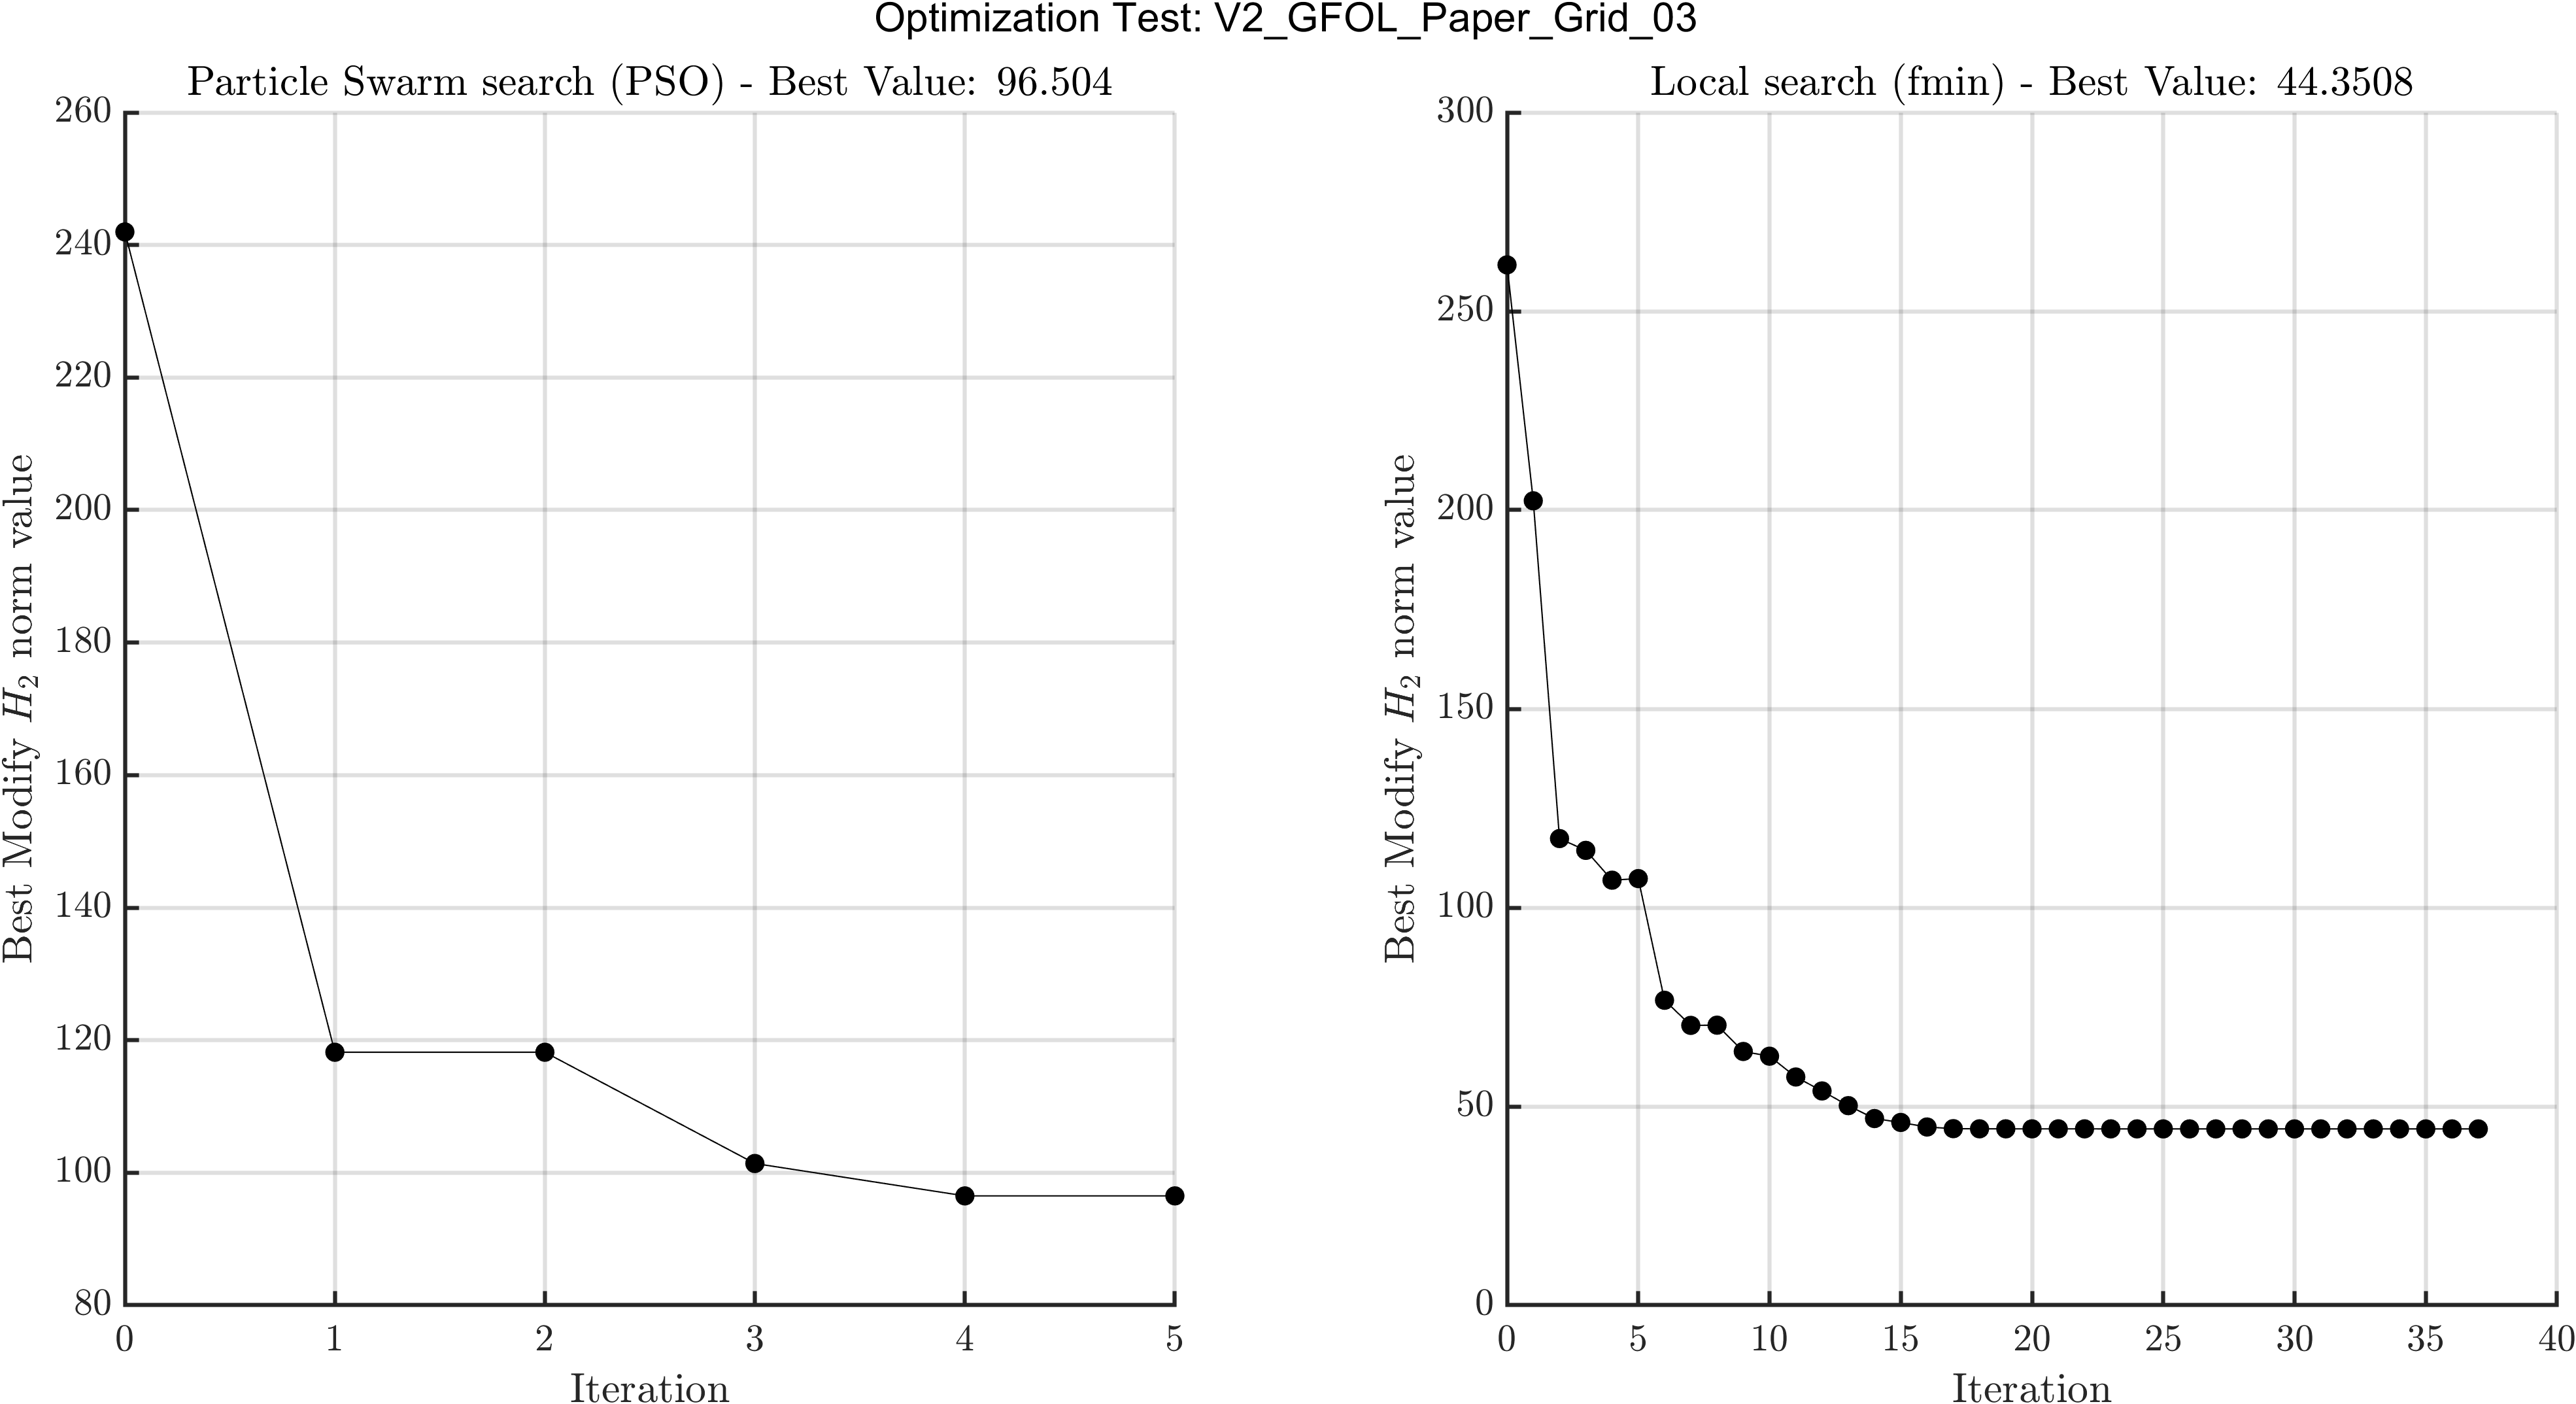 Optimization Test: V2_GFOL_Paper_Grid_03
Particle Swarm search (PSO) - Best Value: 96.504
260
240
220
200
180
160
140
120
100
80
0 1 2 3 4 5
Iteration
Best Modify H2 norm value
Local search (fmin) - Best Value: 44.3508
300
250
200
150
100
50
0
0 5 10 15 20 25 30 35 40
Iteration
Best Modify H2 norm value